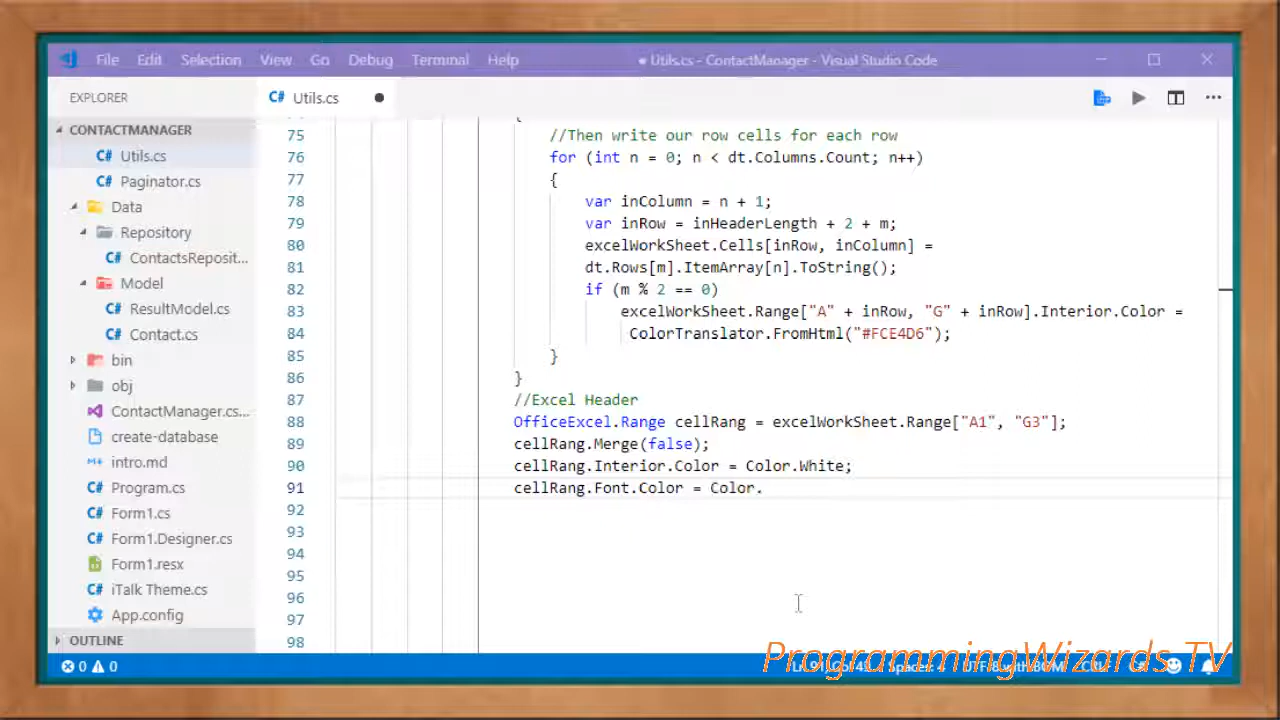 File Edit Selection View Go Debug Terminal Help ● Utils.cs - ContactManager - Visual Studio Code
EXPLORER
C# Utils.cs
CONTACTMANAGER
C# Utils.cs
C# Paginator.cs
Data
Repository
C# ContactsReposit...
Model
C# ResultModel.cs
C# Contact.cs
bin
obj
ContactManager.cs...
create-database
intro.md
C# Program.cs
C# Form1.cs
C# Form1.Designer.cs
Form1.resx
C# iTalk Theme.cs
App.config
OUTLINE
75 //Then write our row cells for each row
76 for (int n = 0; n < dt.Columns.Count; n++)
77 {
78 var inColumn = n + 1;
79 var inRow = inHeaderLength + 2 + m;
80 excelWorkSheet.Cells[inRow, inColumn] =
81 dt.Rows[m].ItemArray[n].ToString();
82 if (m % 2 == 0)
83 excelWorkSheet.Range["A" + inRow, "G" + inRow].Interior.Color =
84 ColorTranslator.FromHtml("#FCE4D6");
85 }
86 }
87 //Excel Header
88 OfficeExcel.Range cellRang = excelWorkSheet.Range["A1", "G3"];
89 cellRang.Merge(false);
90 cellRang.Interior.Color = Color.White;
91 cellRang.Font.Color = Color.
92
93
94
95
96
97
98
0 0
ProgrammingWizards TV